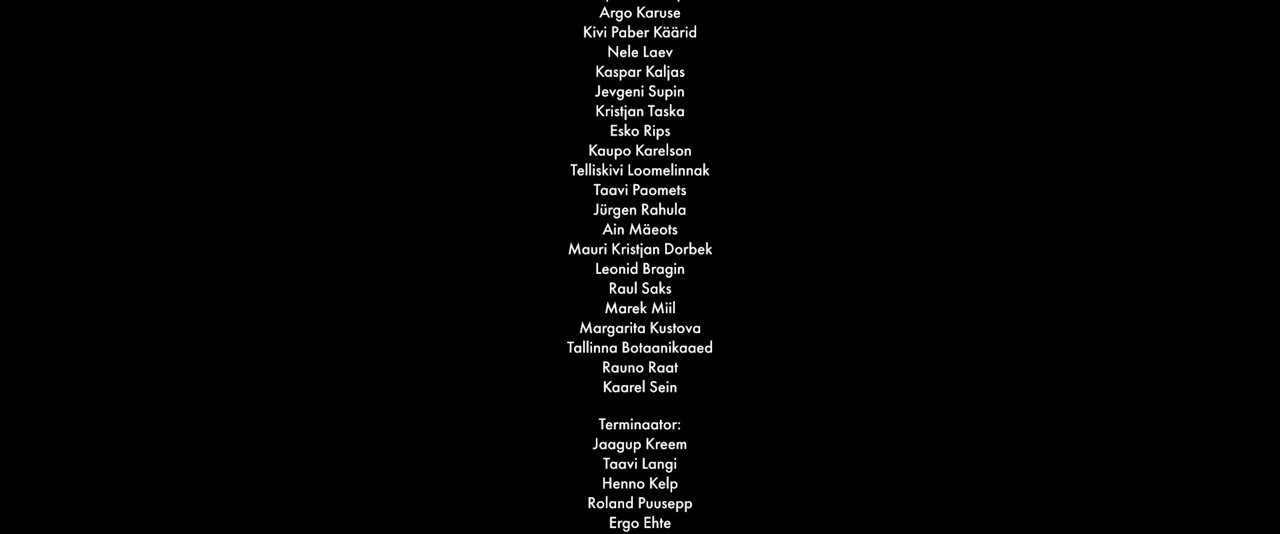 Argo Karuse
Kivi Paber Käärid
Nele Laev
Kaspar Kaljas
Jevgeni Supin
Kristjan Taska
Esko Rips
Kaupo Karelson
Telliskivi Loomelinnak
Taavi Paomets
Jürgen Rahula
Ain Mäeots
Mauri Kristjan Dorbek
Leonid Bragin
Raul Saks
Marek Miil
Margarita Kustova
Tallinna Botaanikaaed
Rauno Raat
Kaarel Sein
Terminaator:
Jaagup Kreem
Taavi Langi
Henno Kelp
Roland Puusepp
Ergo Ehte